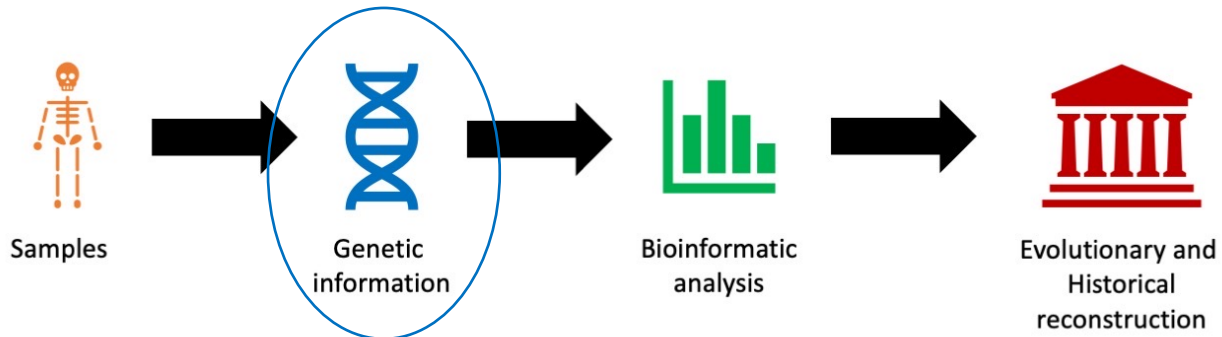 Samples
Genetic
information
Bioinformatic
analysis
Evolutionary and
Historical
reconstruction